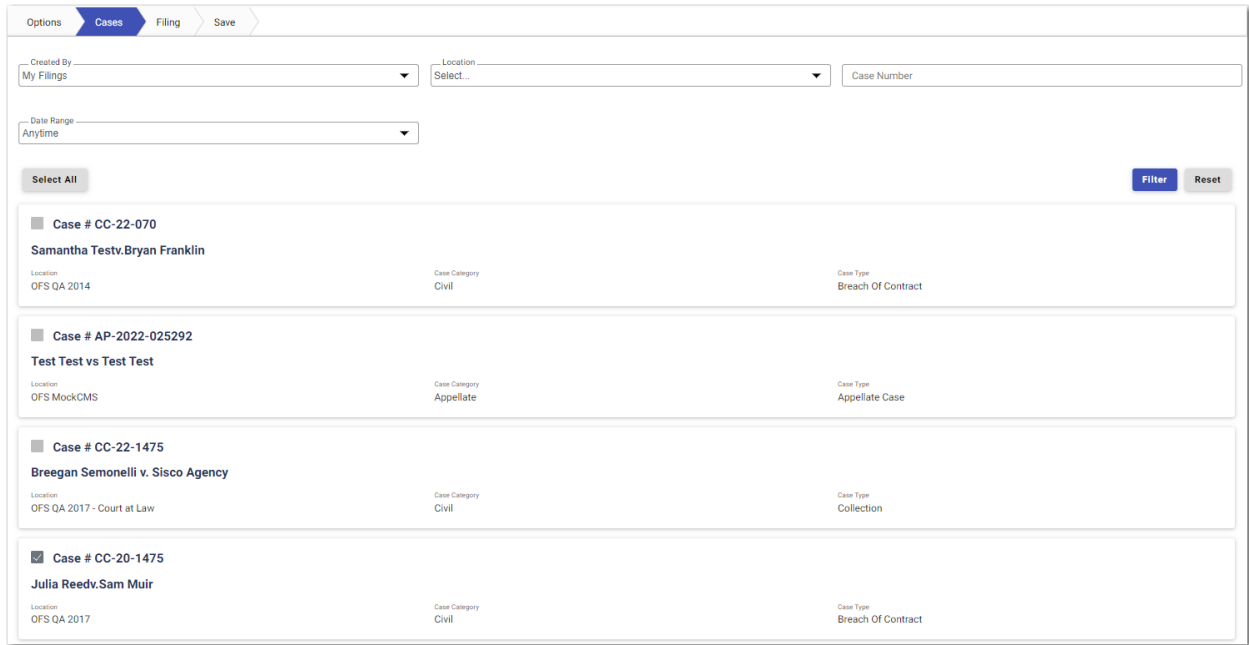 Options Cases Filing Save
Created By Location
My Filings Select... Case Number
Date Range
Anytime
Select All Filter Reset
Case # CC-22-070
Samantha Testv.Bryan Franklin
Location Case Category Case Type
OFS QA 2014 Civil Breach Of Contract
Case # AP-2022-025292
Test Test vs Test Test
Location Case Category Case Type
OFS MockCMS Appellate Appellate Case
Case # CC-22-1475
Breegan Semonelli v. Sisco Agency
Location Case Category Case Type
OFS QA 2017 - Court at Law Civil Collection
Case # CC-20-1475
Julia Reedv.Sam Muir
Location Case Category Case Type
OFS QA 2017 Civil Breach Of Contract